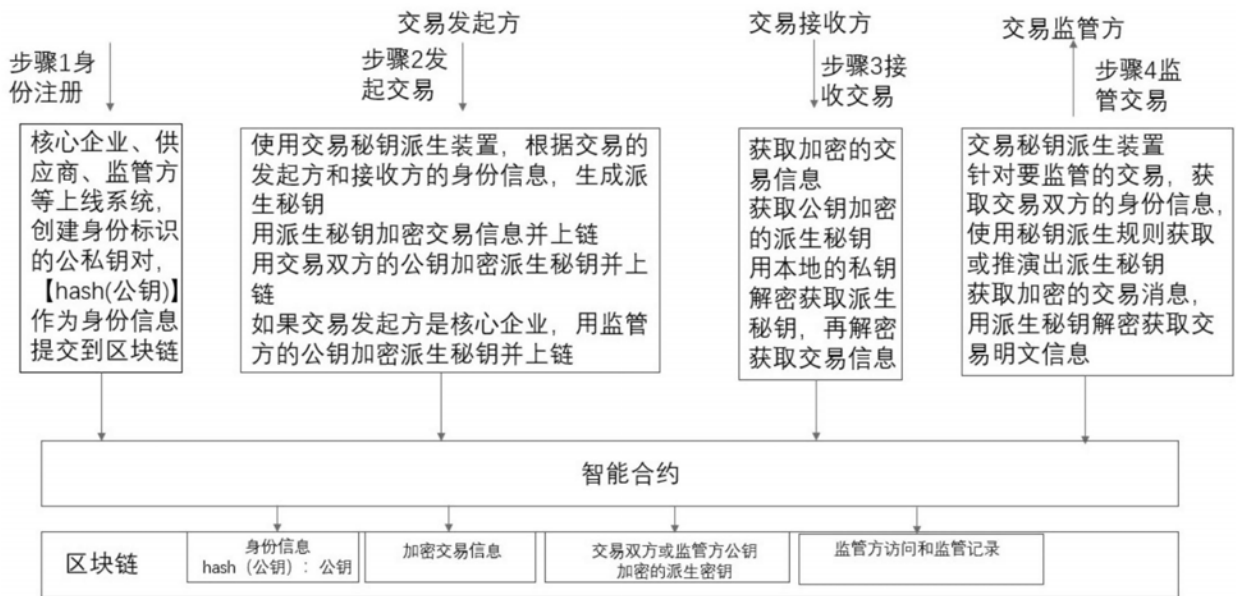 交易发起方
交易接收方
交易监管方
步骤1身
份注册
步骤2发
起交易
步骤3接
收交易
步骤4监
管交易
核心企业、供
应商、监管方
等上线系统，
创建身份标识
的公私钥对，
【hash(公钥)】
作为身份信息
提交到区块链
使用交易秘钥派生装置，根据交易的
发起方和接收方的身份信息，生成派
生秘钥
用派生秘钥加密交易信息并上链
用交易双方的公钥加密派生秘钥并上
链
如果交易发起方是核心企业，用监管
方的公钥加密派生秘钥并上链
获取加密的交
易信息
获取公钥加密
的派生秘钥
用本地的私钥
解密获取派生
秘钥，再解密
获取交易信息
交易秘钥派生装置
针对要监管的交易，获
取交易双方的身份信息，
使用秘钥派生规则获取
或推演出派生秘钥
获取加密的交易消息，
用派生秘钥解密获取交
易明文信息
智能合约
区块链
身份信息
hash（公钥）：公钥
加密交易信息
交易双方或监管方公钥
加密的派生密钥
监管方访问和监管记录